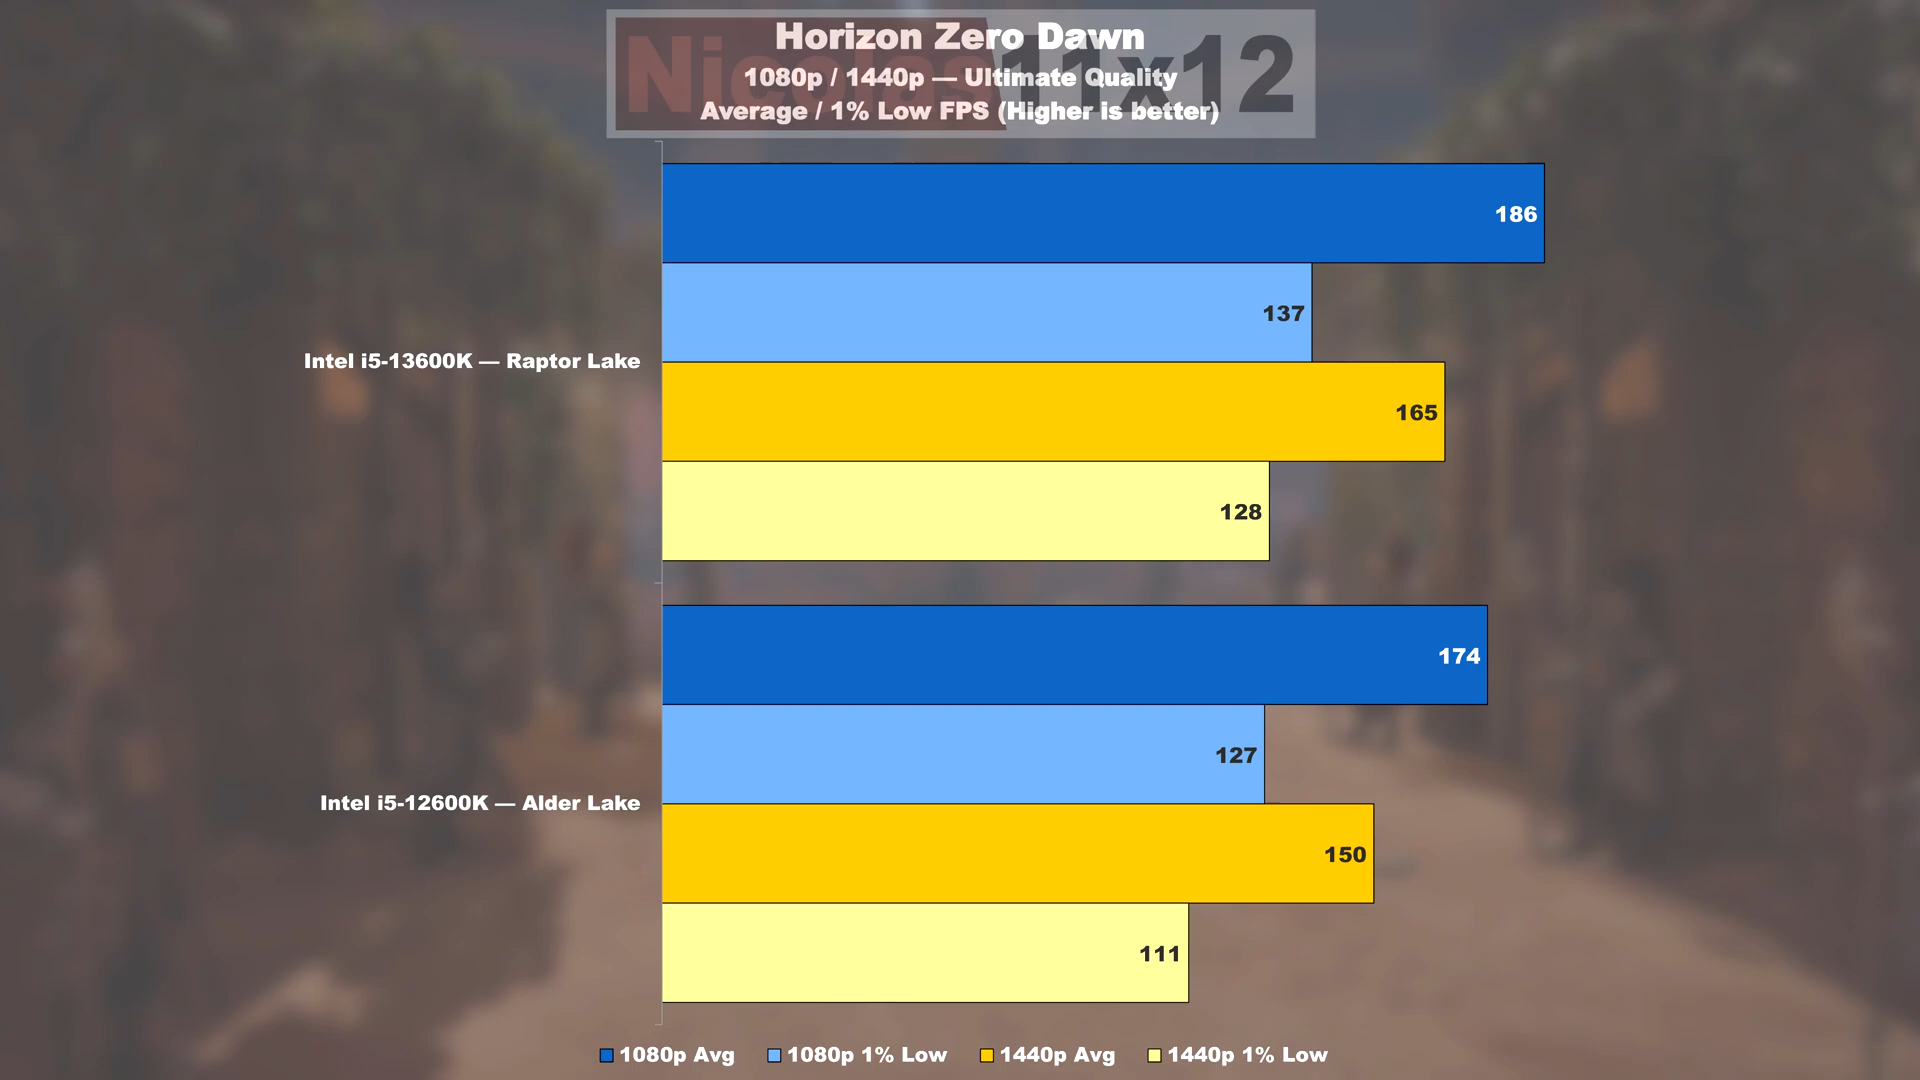 Nicolas11x12
Horizon Zero Dawn
1080p / 1440p — Ultimate Quality
Average / 1% Low FPS (Higher is better)
186
137
Intel i5-13600K — Raptor Lake
165
128
174
127
Intel i5-12600K — Alder Lake
150
111
1080p Avg
1080p 1% Low
1440p Avg
1440p 1% Low